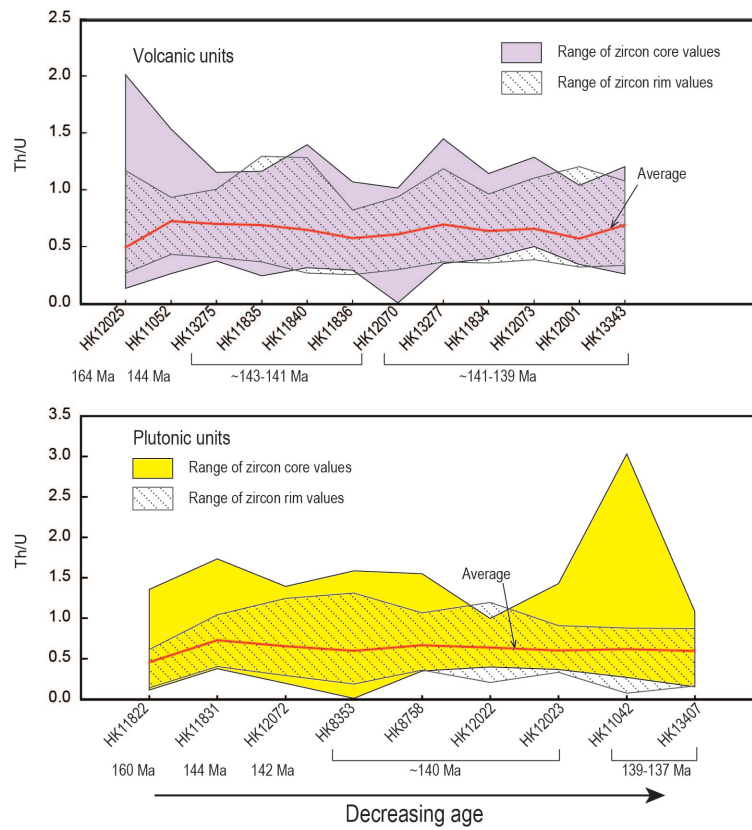 2.5
Volcanic units
Range of zircon core values
Range of zircon rim values
2.0
1.5
Th/U
1.0
Average
0.5
0.0
HK12025
HK11052
HK13275
HK11835
HK11840
HK11836
HK12070
HK13277
HK11834
HK12073
HK12001
HK13343
164 Ma 144 Ma ~143-141 Ma ~141-139 Ma
3.5
Plutonic units
3.0
Range of zircon core values
Range of zircon rim values
2.5
2.0
Th/U
1.5
Average
1.0
0.5
0.0
HK11822
HK11831
HK12072
HK8353
HK8758
HK12022
HK12023
HK11042
HK13407
160 Ma 144 Ma 142 Ma ~140 Ma 139-137 Ma
Decreasing age